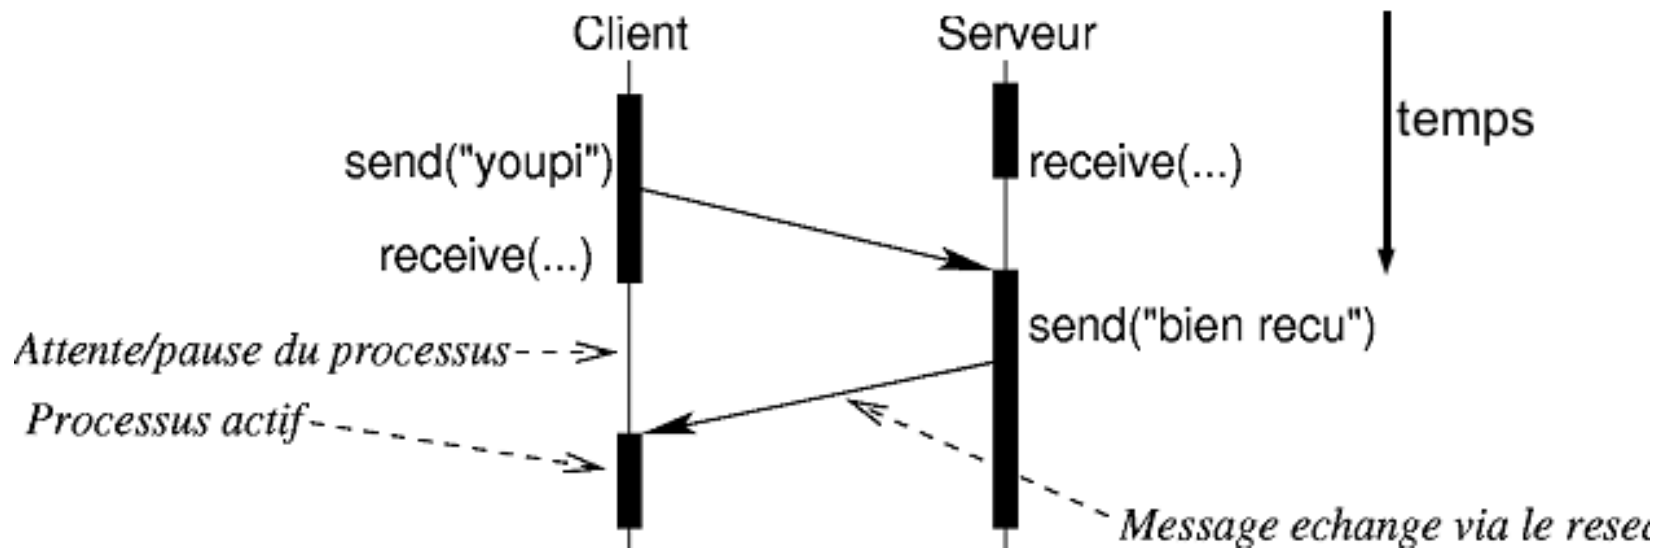 Client
Serveur
temps
send("youpi")
receive(...)
receive(...)
send("bien recu")
Attente/pause du processus
Processus actif
Message echange via le